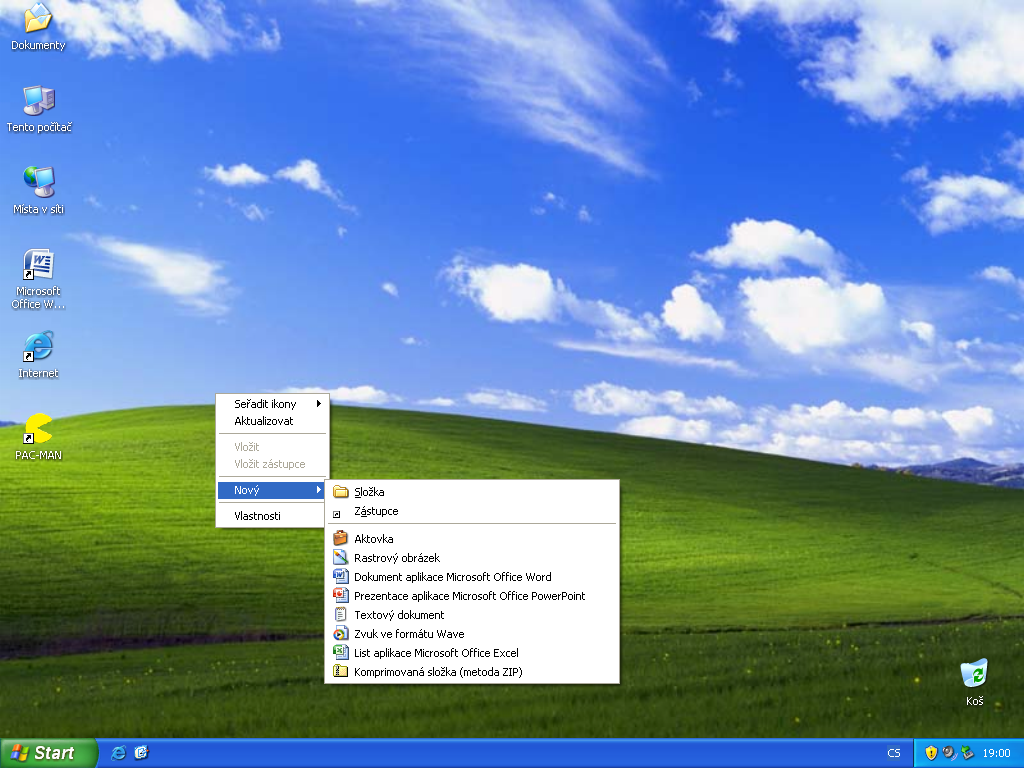 Dokumenty
Tento počítač
Místa v síti
Microsoft
Office W...
Internet
PAC-MAN
Seřadit ikony
Aktualizovat
Vložit
Vložit zástupce
Nový
Vlastnosti
Složka
Zástupce
Aktovka
Rastrový obrázek
Dokument aplikace Microsoft Office Word
Prezentace aplikace Microsoft Office PowerPoint
Textový dokument
Zvuk ve formátu Wave
List aplikace Microsoft Office Excel
Komprimovaná složka (metoda ZIP)
Koš
Start
CS
19:00